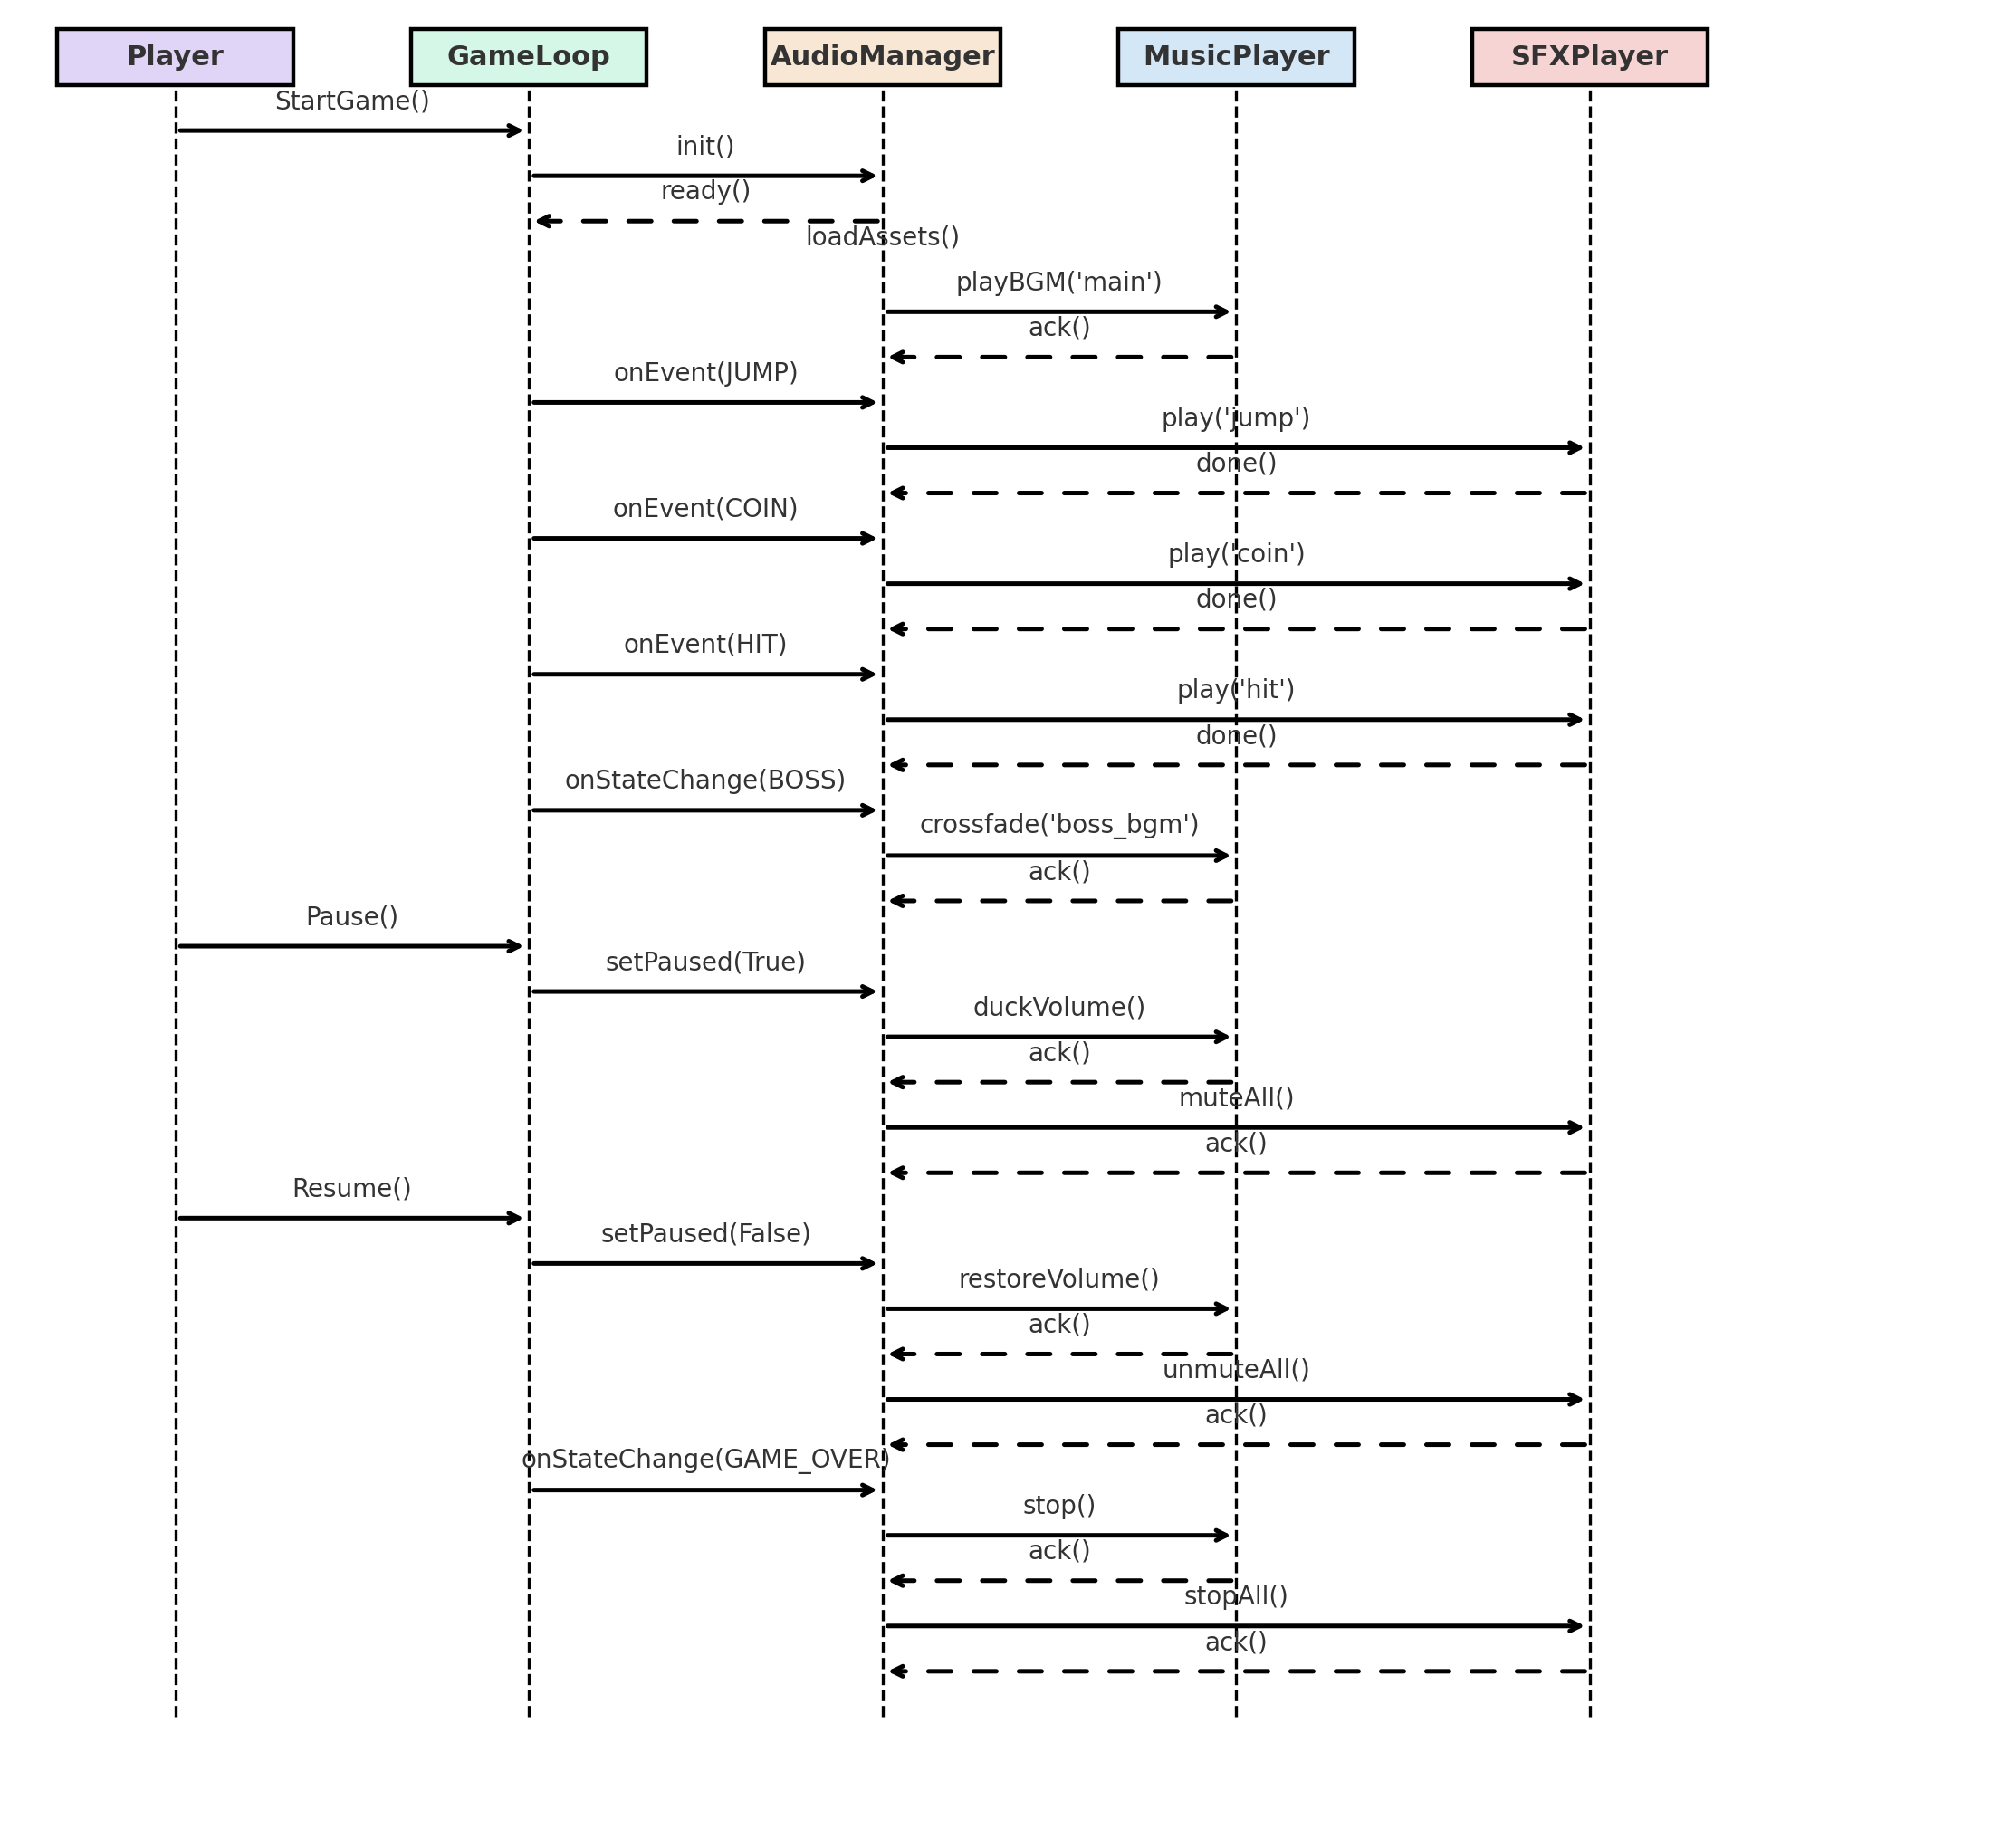 Player
GameLoop
AudioManager
MusicPlayer
SFXPlayer
StartGame()
init()
ready()
loadAssets()
playBGM('main')
ack()
onEvent(JUMP)
play('jump')
done()
onEvent(COIN)
play('coin')
done()
onEvent(HIT)
play('hit')
done()
onStateChange(BOSS)
crossfade('boss_bgm')
ack()
Pause()
setPaused(True)
duckVolume()
ack()
muteAll()
ack()
Resume()
setPaused(False)
restoreVolume()
ack()
unmuteAll()
ack()
onStateChange(GAME_OVER)
stop()
ack()
stopAll()
ack()